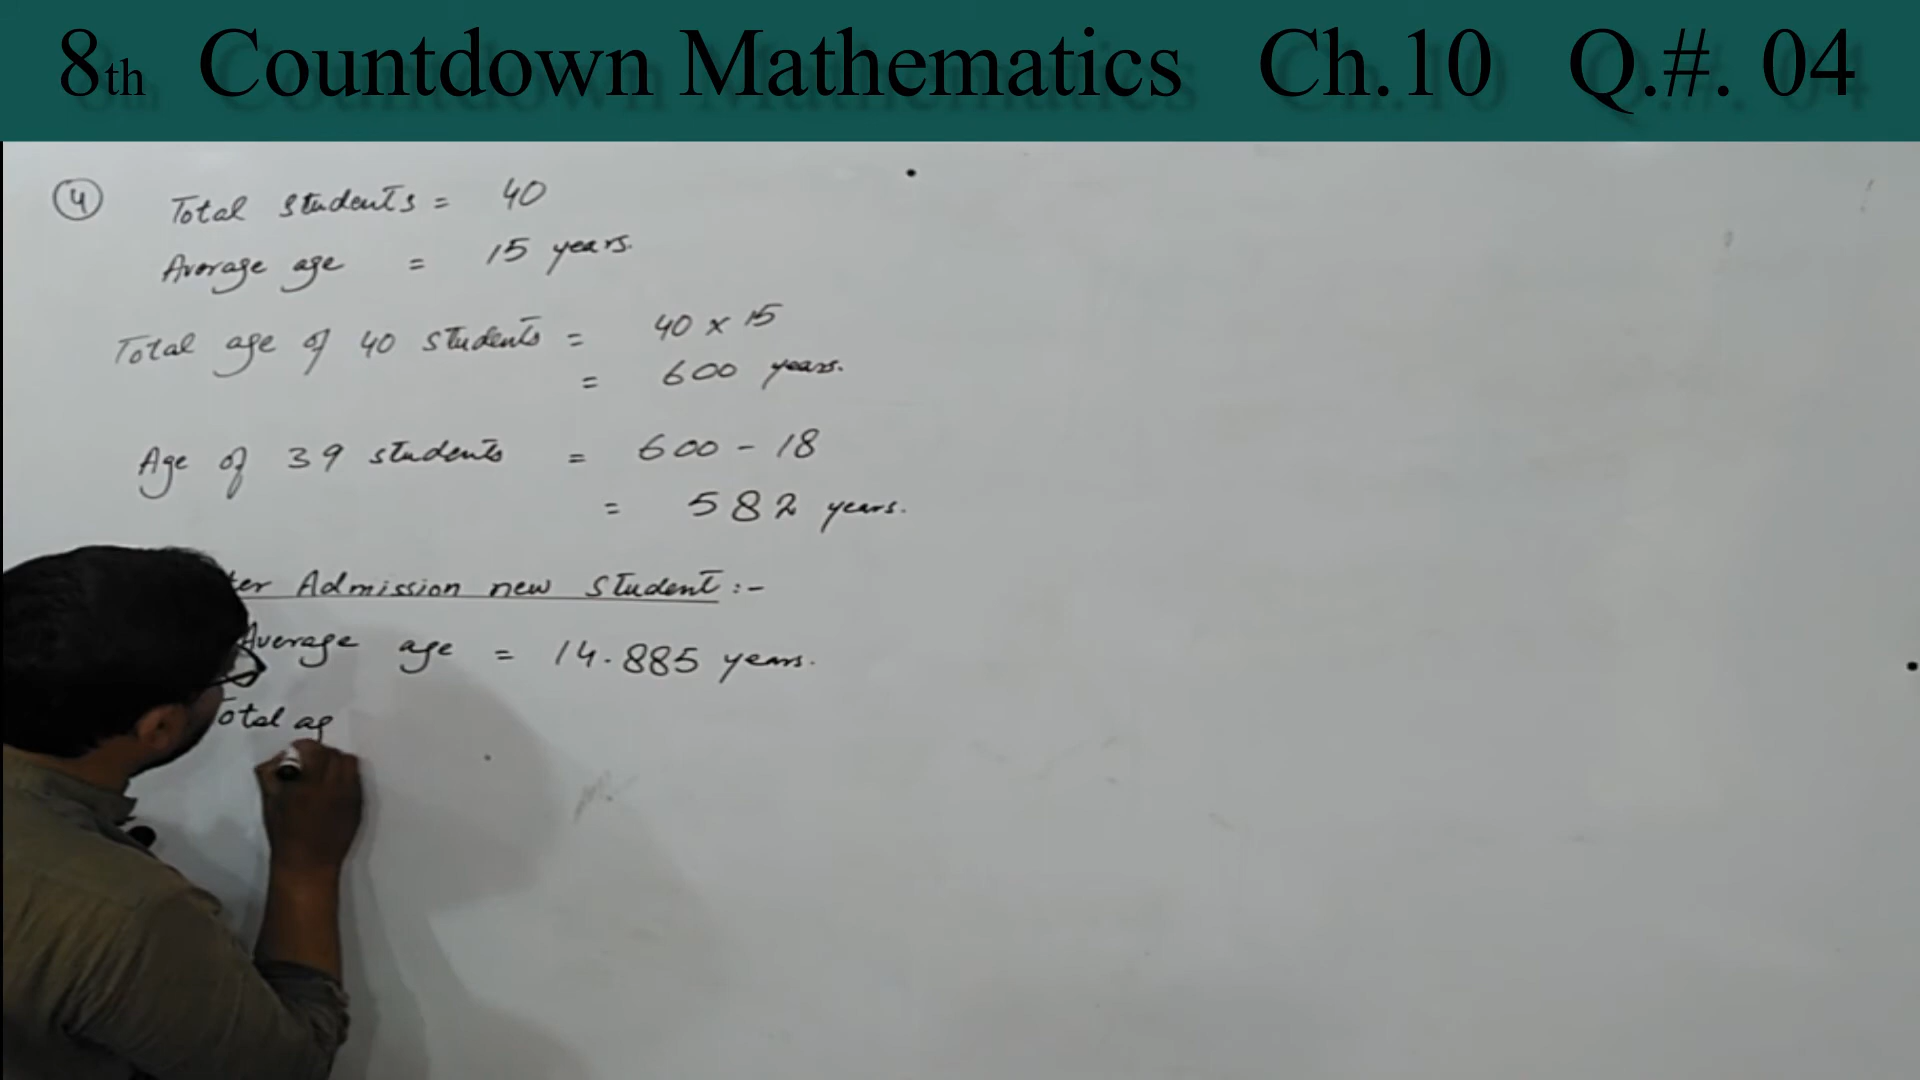 8th Countdown Mathematics Ch.10 Q.#. 04
4 Total students = 40
Average age = 15 years.
Total age of 40 students = 40 x 15
= 600 years.
Age of 39 students = 600 - 18
= 582 years.
Admission new student :-
Average age = 14.885 years.
otal ag